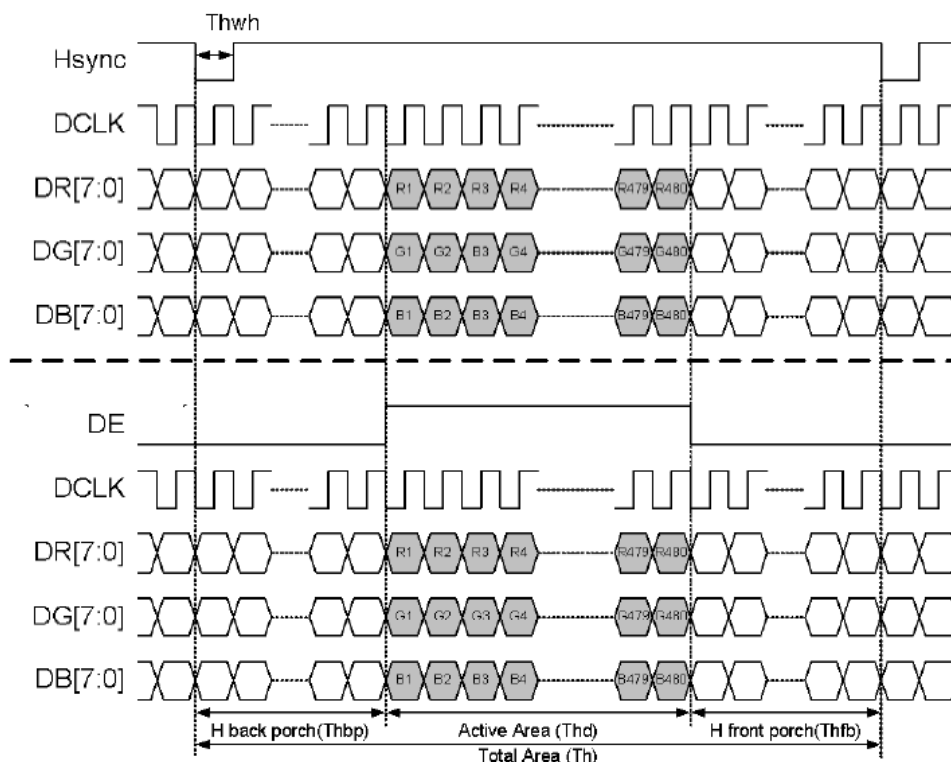 Thwh
Hsync
DCLK
DR[7:0] R1 R2 R3 R4 R479 R480
DG[7:0] G1 G2 B3 G4 G479 G480
DB[7:0] B1 B2 B3 B4 B479 B480
DE
DCLK
DR[7:0] R1 R2 R3 R4 R479 R480
DG[7:0] G1 G2 G3 G4 G479 G480
DB[7:0] B1 B2 B3 B4 B479 B480
H back porch(Thbp) Active Area (Thd) H front porch(Thfb)
Total Area (Th)